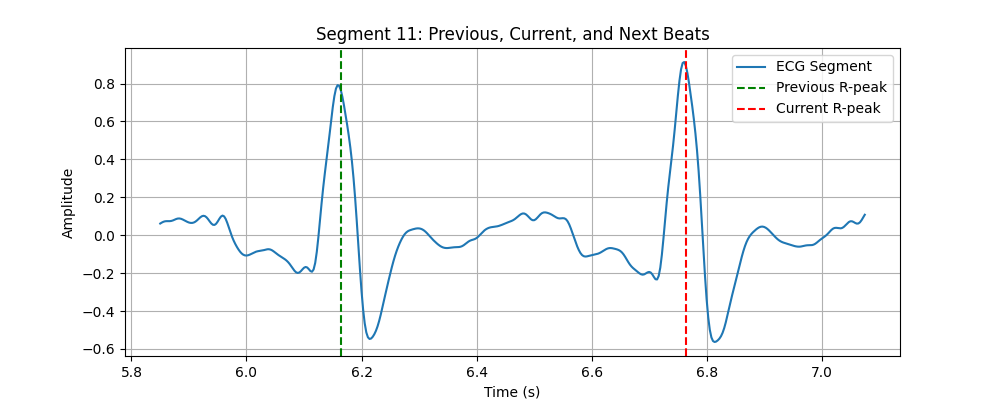 Segment 11: Previous, Current, and Next Beats
ECG Segment
Previous R-peak
Current R-peak
Amplitude
0.8
0.6
0.4
0.2
0.0
−0.2
−0.4
−0.6
5.8 6.0 6.2 6.4 6.6 6.8 7.0
Time (s)